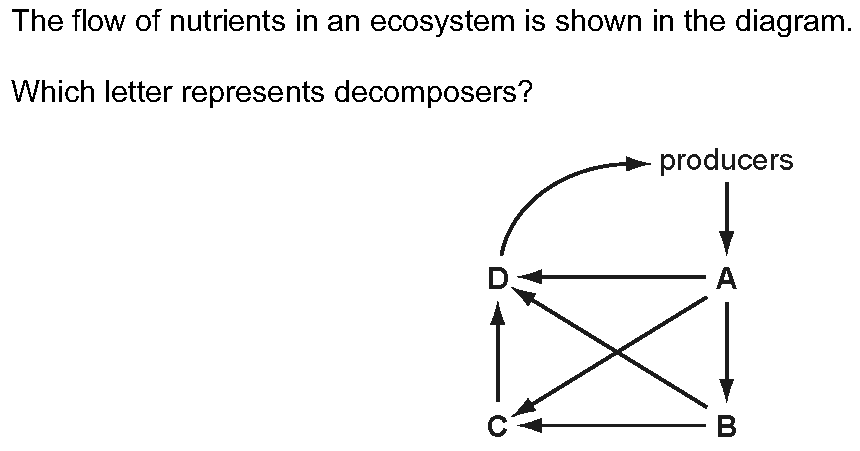 The flow of nutrients in an ecosystem is shown in the diagram.
Which letter represents decomposers?
producers
D A
C B